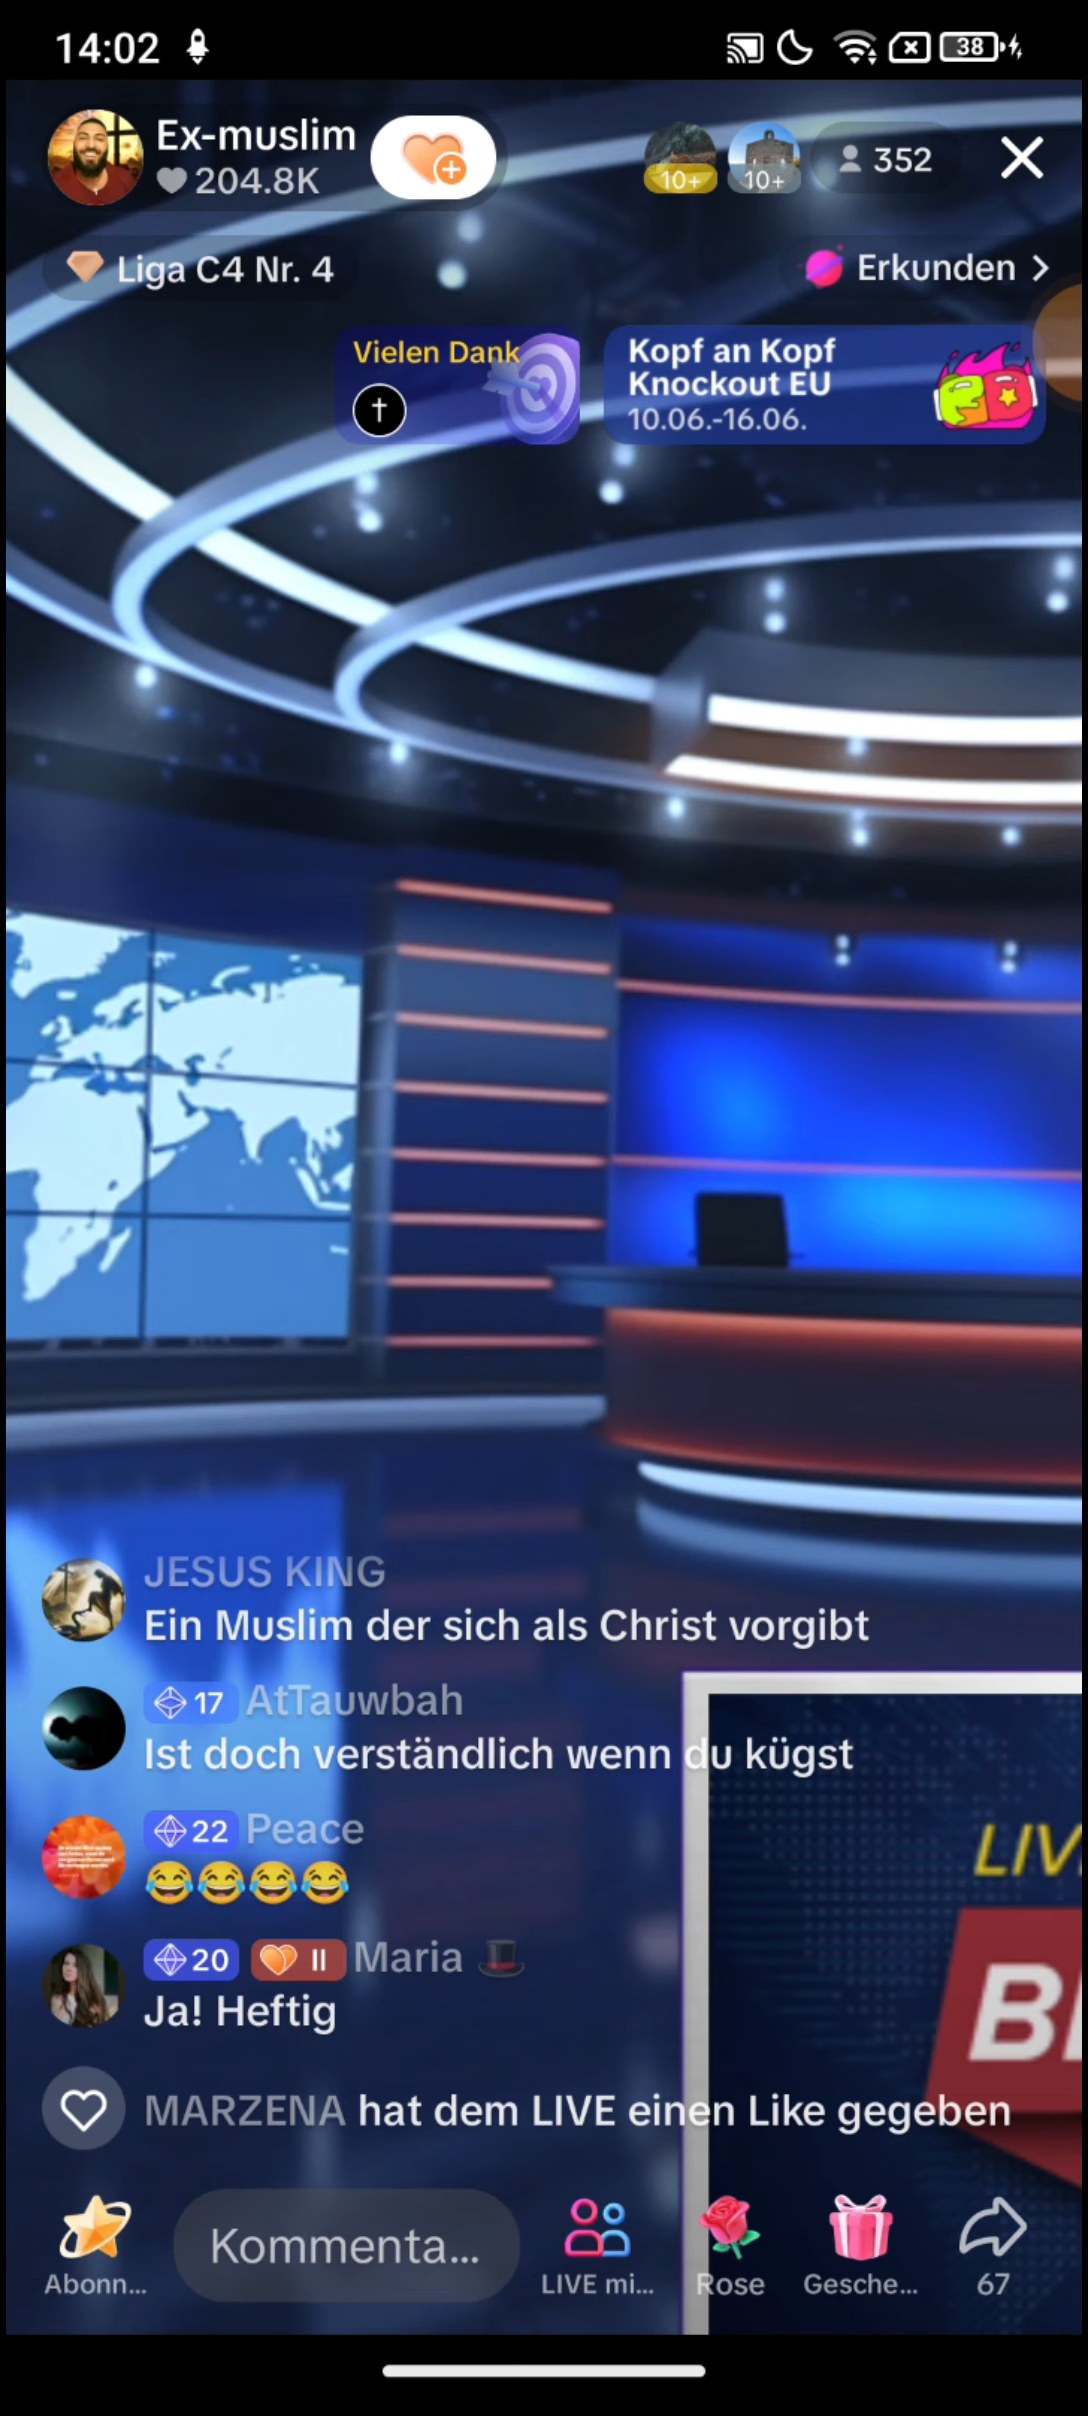 14:02
38
Ex-muslim
204.8K
10+
10+
352
Liga C4 Nr. 4
Erkunden >
Vielen Dank
Kopf an Kopf
Knockout EU
10.06.-16.06.
JESUS KING
Ein Muslim der sich als Christ vorgibt
17 AtTauwbah
Ist doch verständlich wenn du kügst
22 Peace
😂😂😂😂
20 II Maria 🎩
Ja! Heftig
LIV
BI
MARZENA hat dem LIVE einen Like gegeben
Kommenta...
Abonn...
LIVE mi...
Rose
Gesche...
67